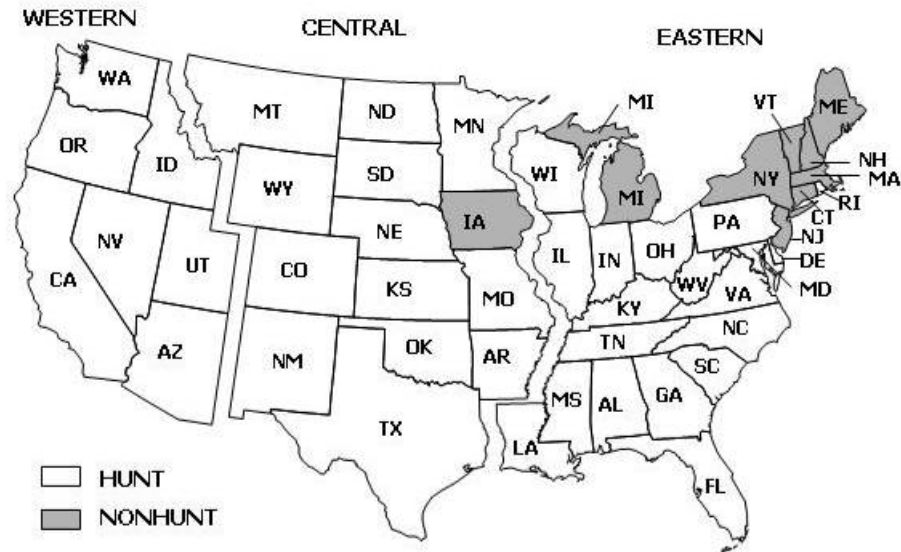 WESTERN
CENTRAL
EASTERN
WA
MT
ND
MN
MI
VT
ME
OR
ID
SD
WI
NH
MA
WY
MI
NY
RI
CT
IA
PA
NJ
NE
NV
UT
CO
IL
IN
OH
DE
CA
KS
MO
WV
VA
MD
KY
NC
AZ
NM
OK
AR
TN
SC
MS
AL
GA
TX
LA
FL
HUNT
NONHUNT